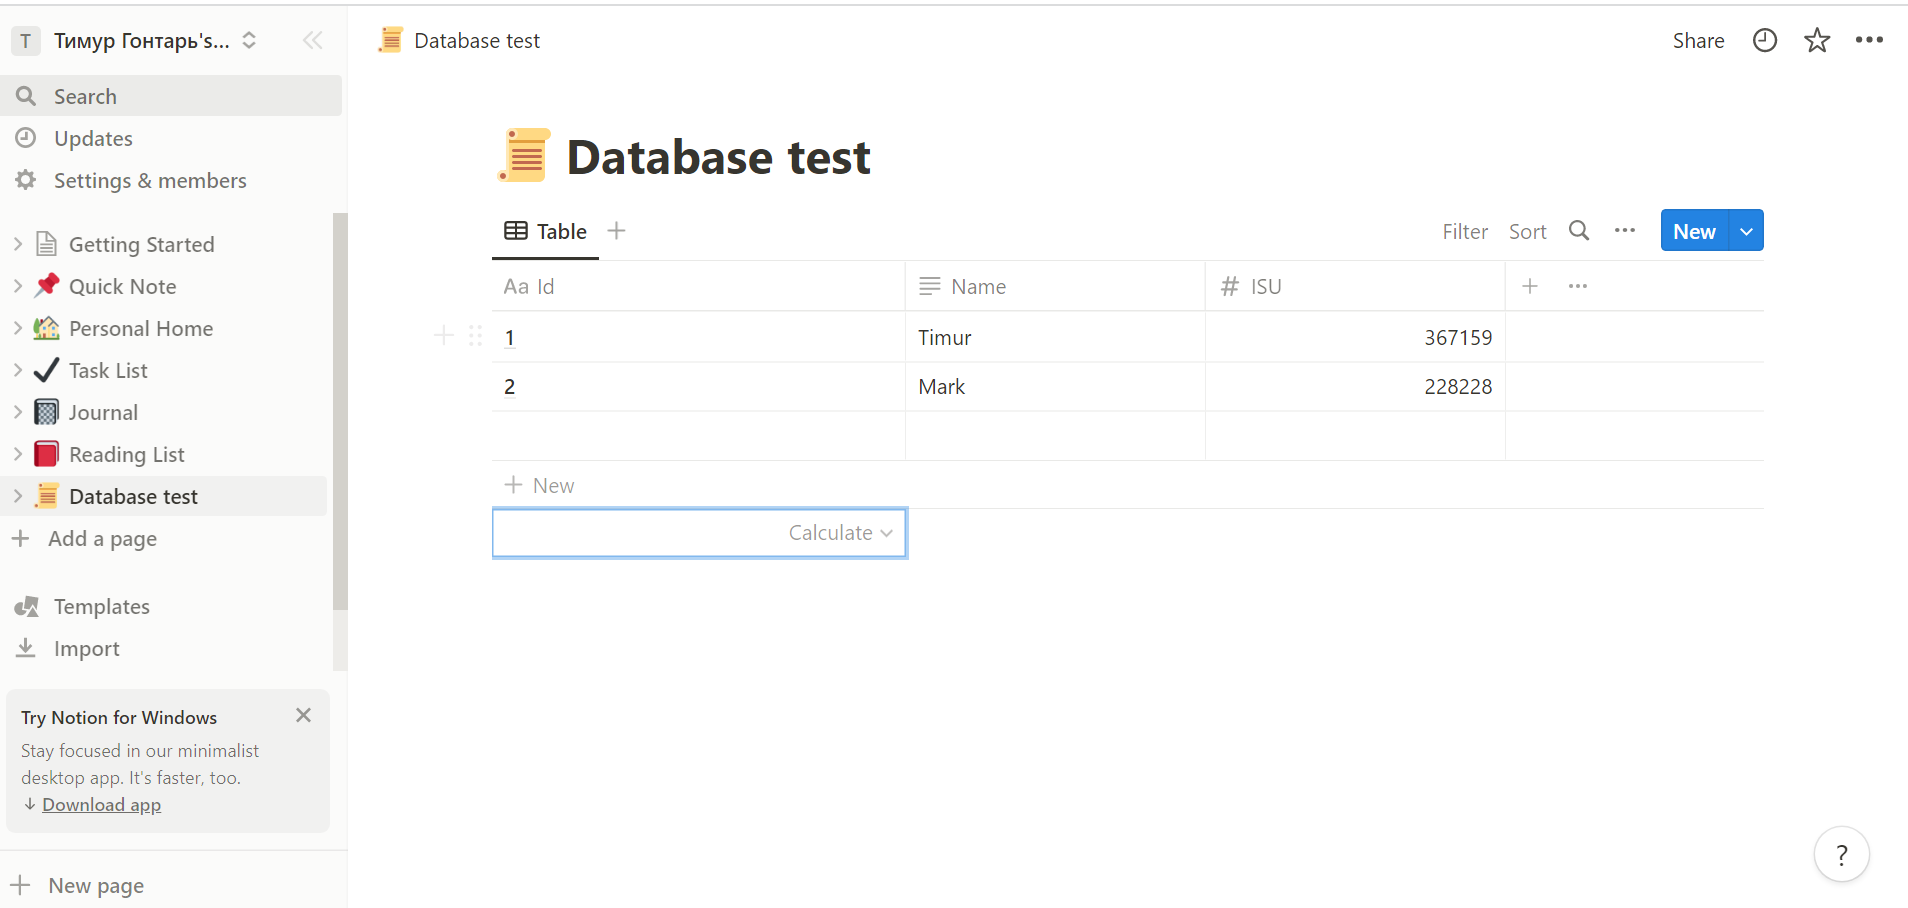 T Тимур Гонтарь's...
Search
Updates
Settings & members
Getting Started
Quick Note
Personal Home
Task List
Journal
Reading List
Database test
Add a page
Templates
Import
Try Notion for Windows
Stay focused in our minimalist
desktop app. It's faster, too.
↓ Download app
New page
Database test
Share
Database test
Table
Filter Sort New
Aa Id Name # ISU
1 Timur 367159
2 Mark 228228
New
Calculate
?